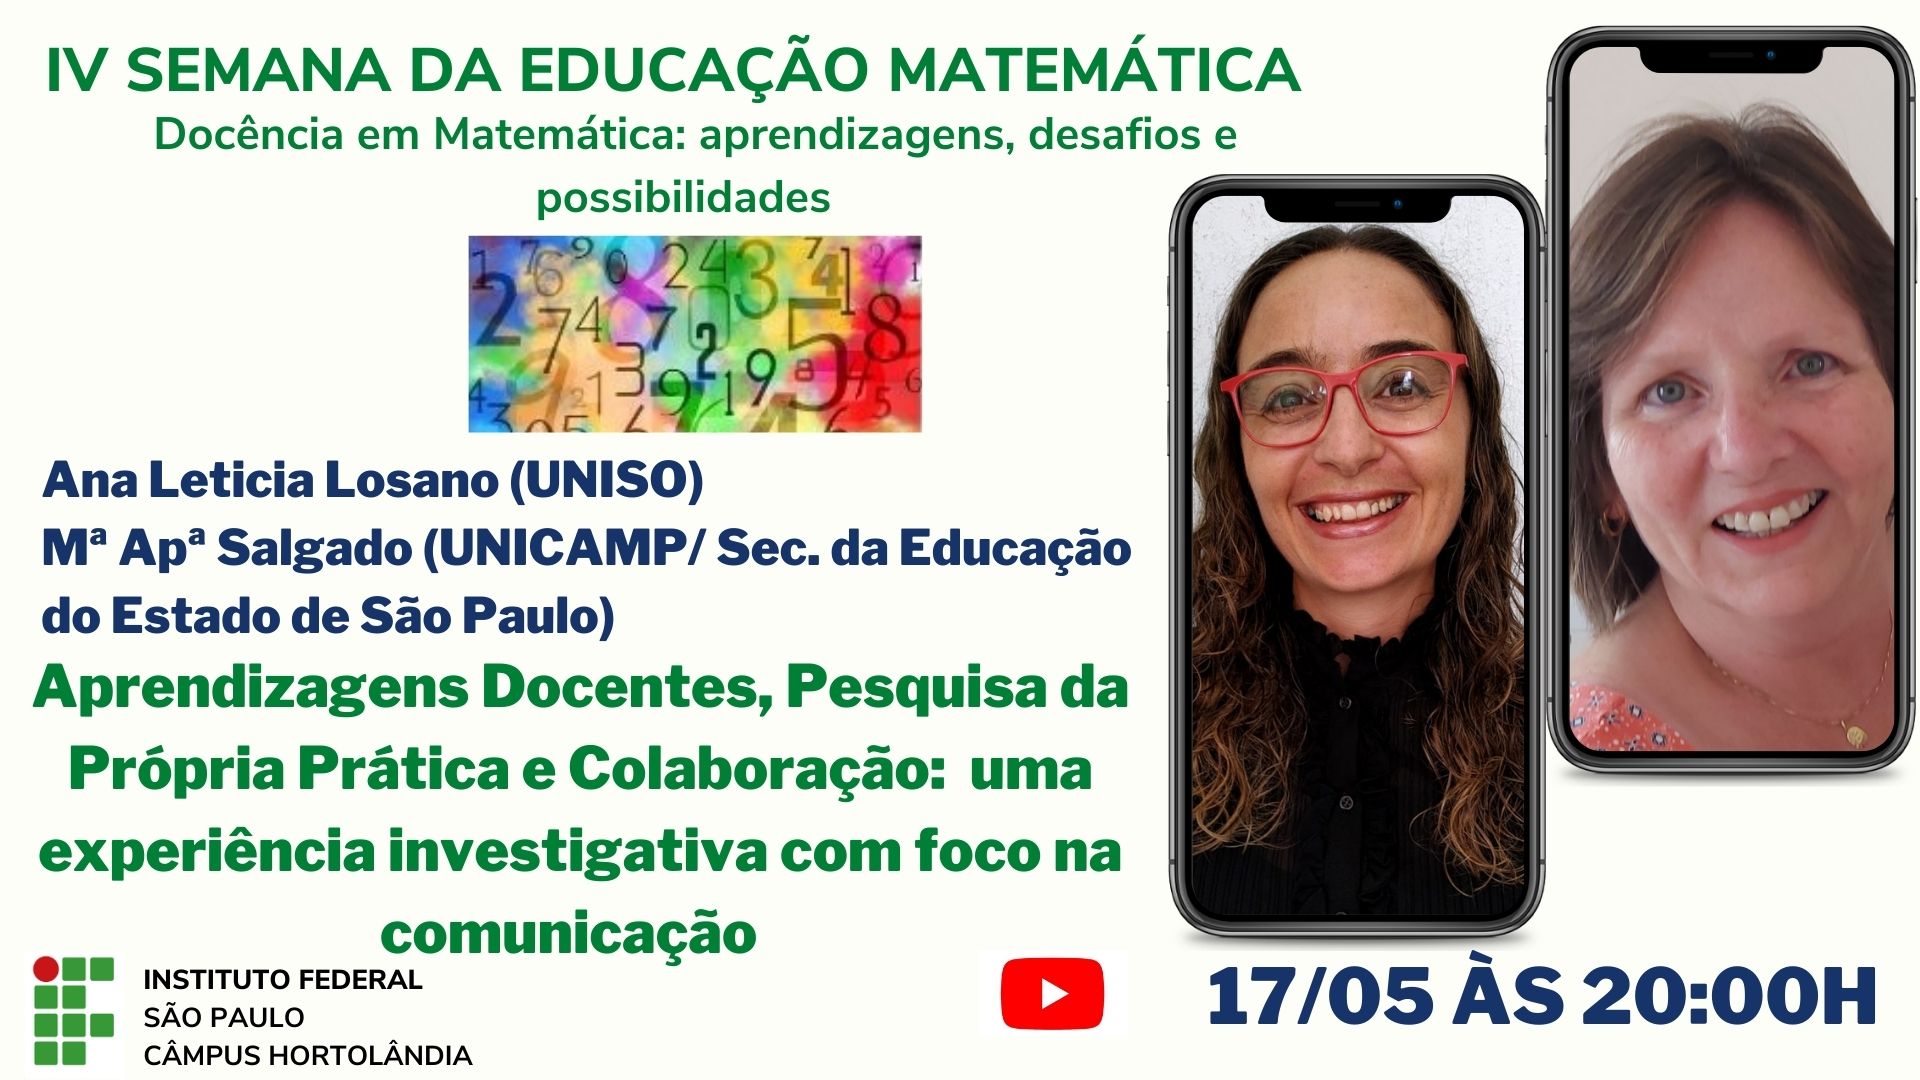 IV SEMANA DA EDUCAÇÃO MATEMÁTICA
Docência em Matemática: aprendizagens, desafios e
possibilidades
Ana Leticia Losano (UNISO)
Mª Apª Salgado (UNICAMP/ Sec. da Educação
do Estado de São Paulo)
Aprendizagens Docentes, Pesquisa da
Própria Prática e Colaboração: uma
experiência investigativa com foco na
comunicação
INSTITUTO FEDERAL
SÃO PAULO
CÂMPUS HORTOLÂNDIA
17/05 ÀS 20:00H